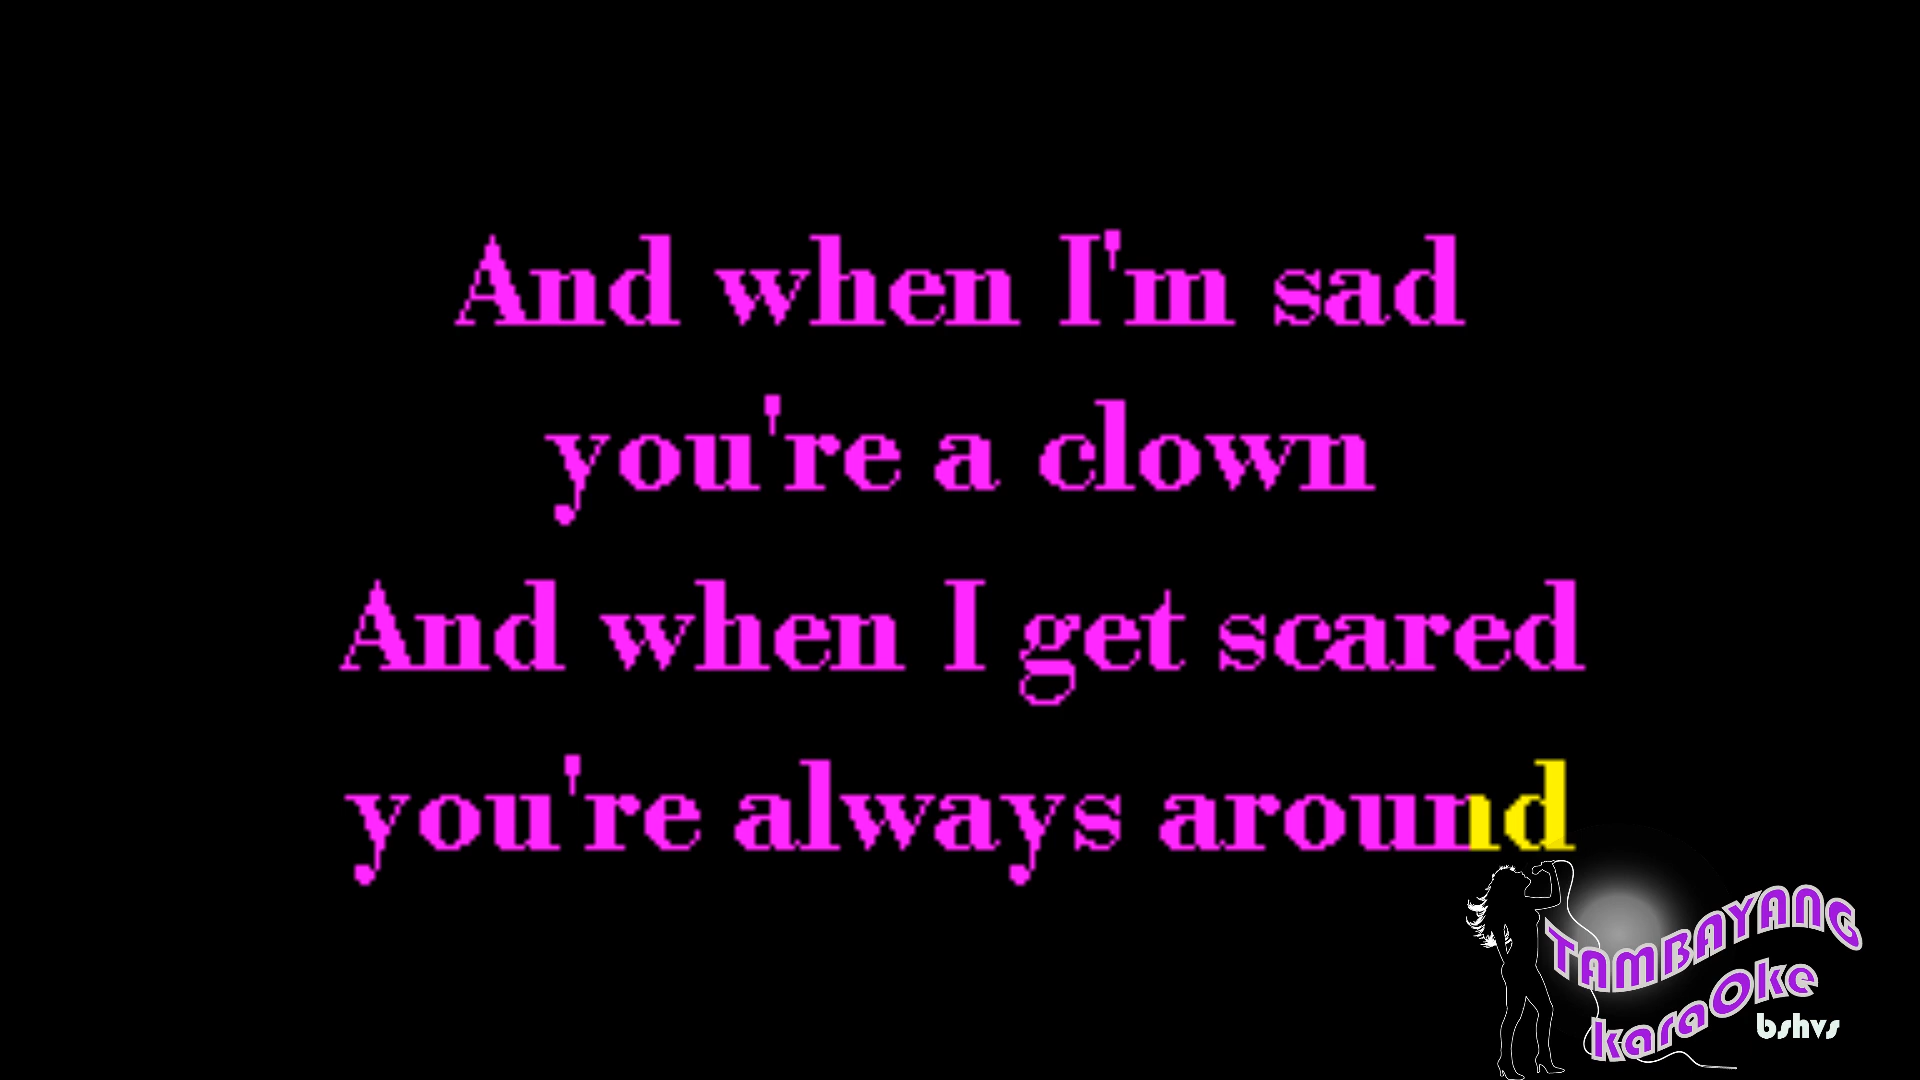 And when I'm sad
you're a clown
And when I get scared
you're always around
TAMBAYANG
karaOke
bshvs